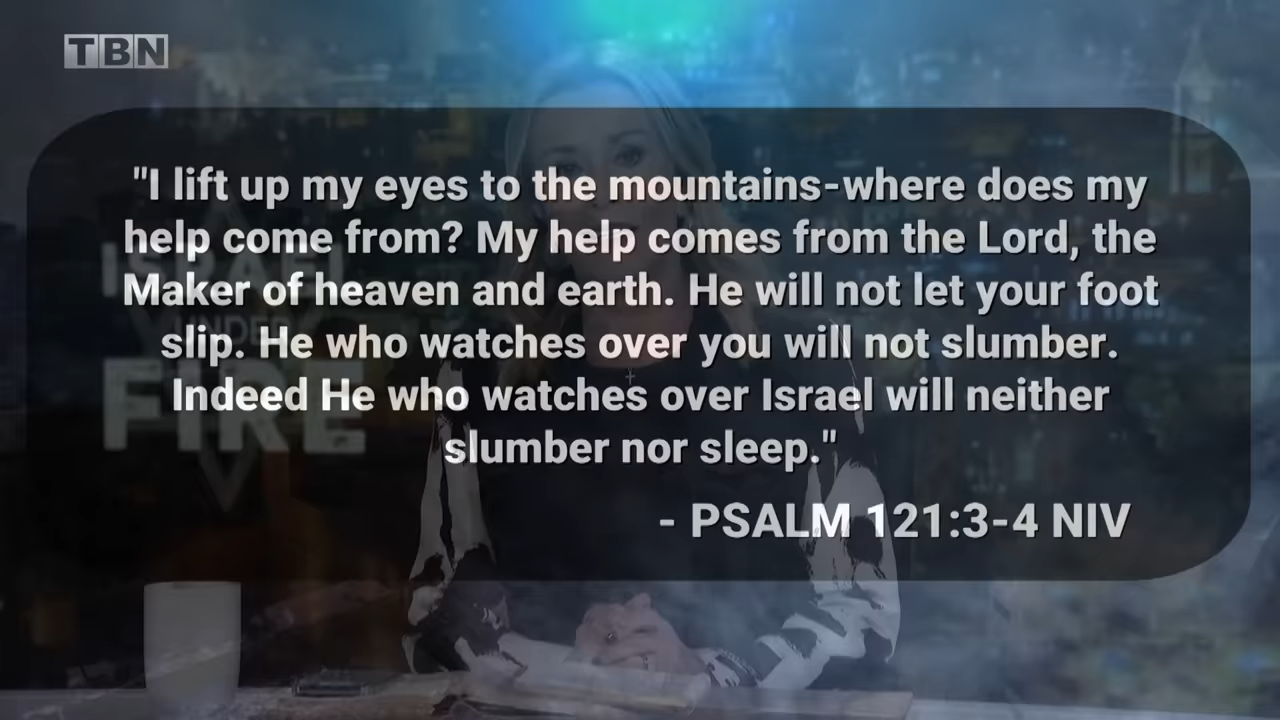 TBN
"I lift up my eyes to the mountains-where does my
help come from? My help comes from the Lord, the
Maker of heaven and earth. He will not let your foot
slip. He who watches over you will not slumber.
Indeed He who watches over Israel will neither
slumber nor sleep."
- PSALM 121:3-4 NIV
ISRAEL
UNDER
FIRE